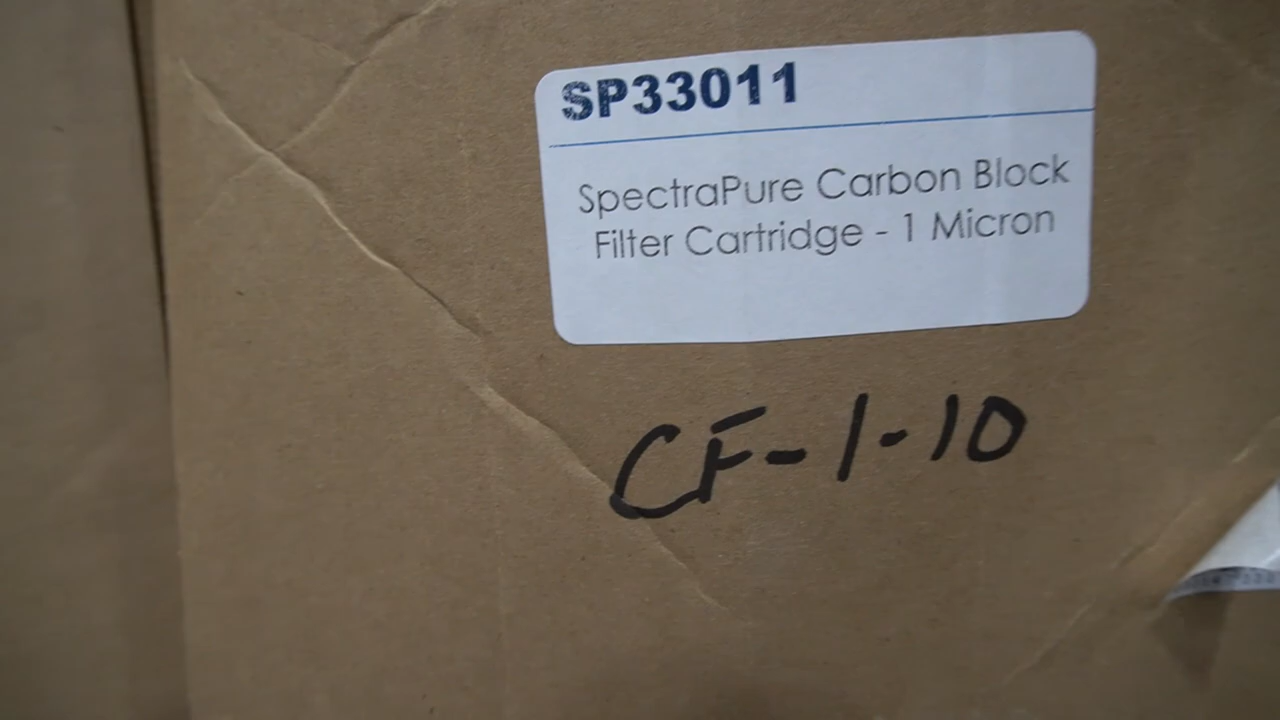 SP33011
SpectraPure Carbon Block
Filter Cartridge - 1 Micron
CF-1-10